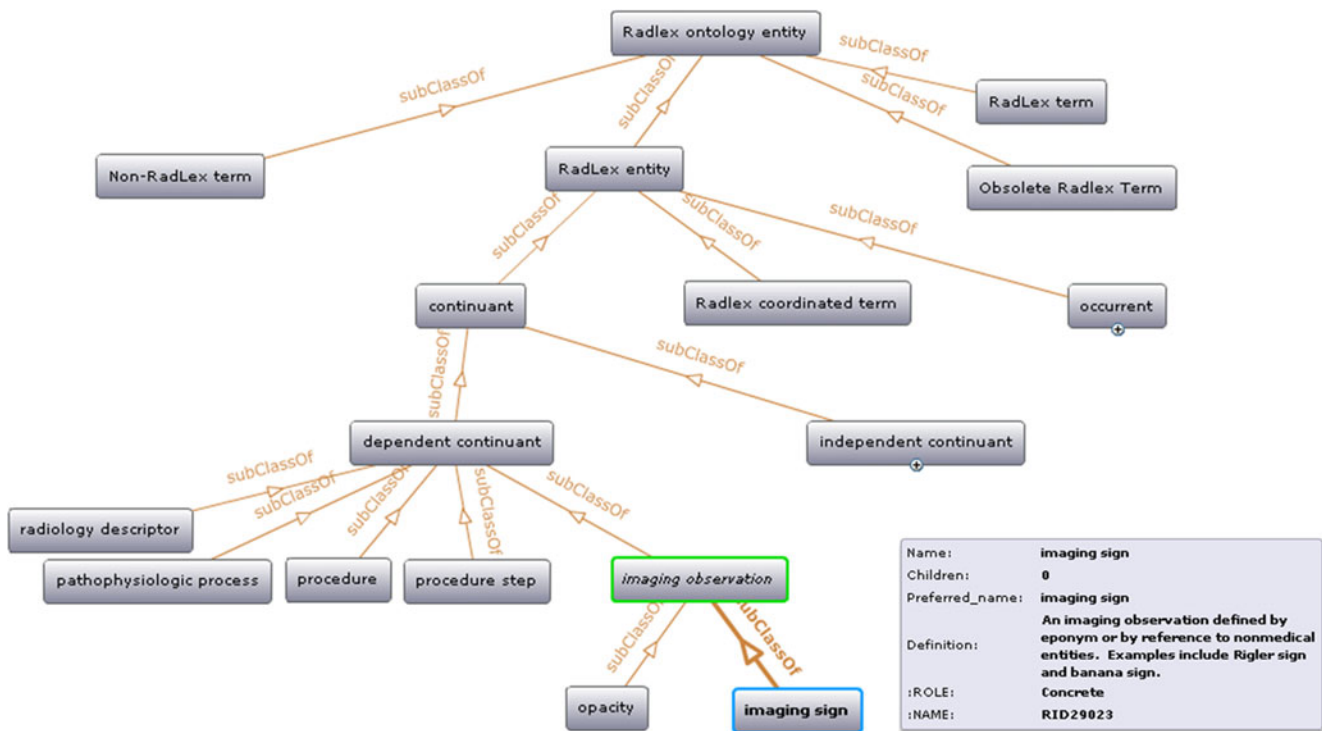 Radlex ontology entity
subClassOf
subClassOf
subClassOf
subClassOf
RadLex term
Non-RadLex term
RadLex entity
Obsolete Radlex Term
subClassOf
subClassOf
subClassOf
continuant
Radlex coordinated term
occurrent
subClassOf
subClassOf
dependent continuant
independent continuant
subClassOf
subClassOf
subClassOf
subClassOf
subClassOf
radiology descriptor
pathophysiologic process
procedure
procedure step
imaging observation
subClassOf
subClassOf
opacity
imaging sign
Name: imaging sign
Children: 0
Preferred_name: imaging sign
Definition: An imaging observation defined by
eponym or by reference to nonmedical
entities. Examples include Rigler sign
and banana sign.
:ROLE: Concrete
:NAME: RID29023